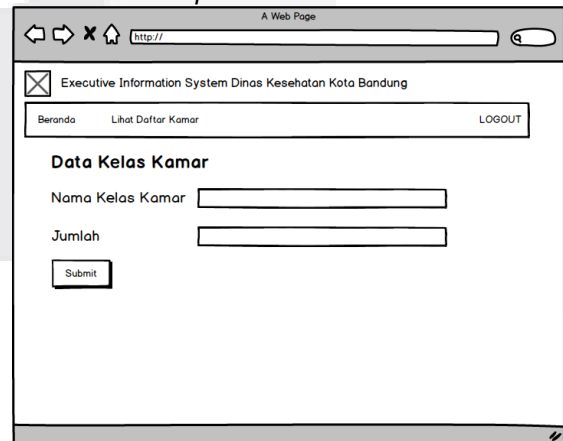 A Web Page
http://
Executive Information System Dinas Kesehatan Kota Bandung
Beranda Lihat Daftar Kamar LOGOUT
Data Kelas Kamar
Nama Kelas Kamar
Jumlah
Submit